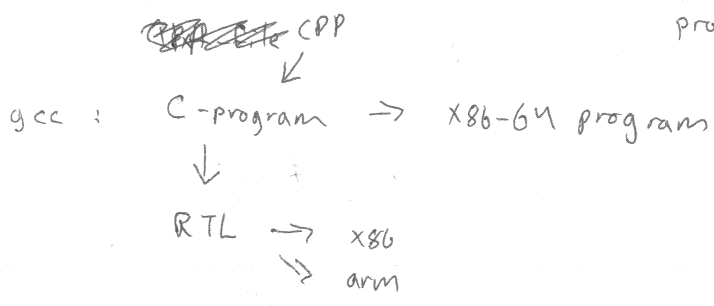 CPP
pro
gcc : C-program → x86-64 program
RTL → x86
arm